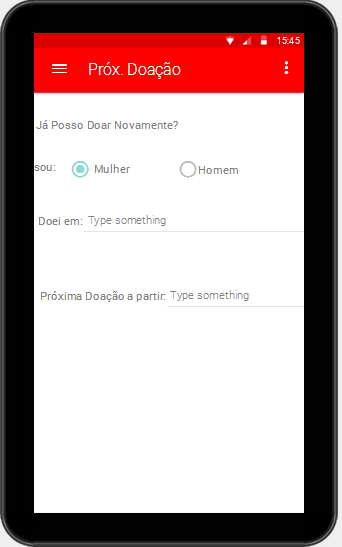 15:45
Próx. Doação
Já Posso Doar Novamente?
sou: Mulher Homem
Doei em: Type something
Próxima Doação a partir: Type something